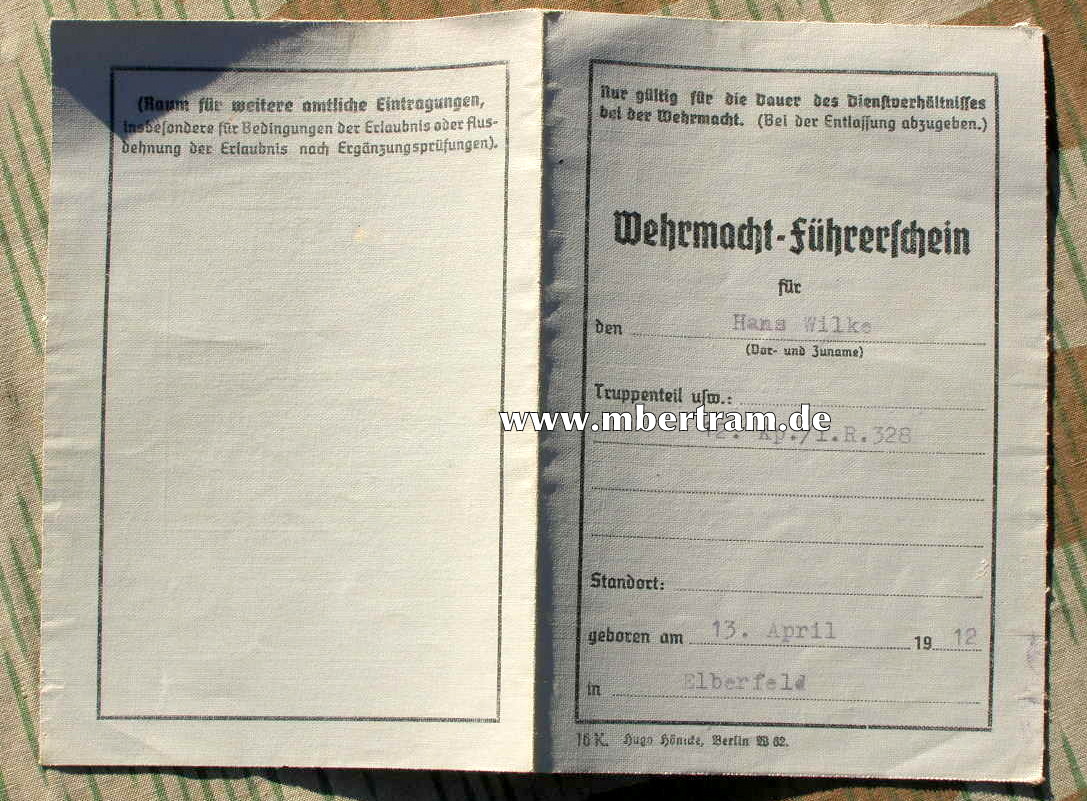 (Raum für weitere amtliche Eintragungen,
insbesondere für Bedingungen der Erlaubnis oder Aus-
dehnung der Erlaubnis nach Ergänzungsprüfungen).
Nur gültig für die Dauer des Dienstverhältnisses
bei der Wehrmacht. (Bei der Entlassung abzugeben.)
Wehrmacht-Führerschein
für
den Hans Wilke
(Vor- und Zuname)
Truppenteil usw.:
www.mbertram.de
12. Kp./I.R.328
Standort:
geboren am 13. April 1912
in Elberfeld
16 K. Hugo Hönicke, Berlin W 62.